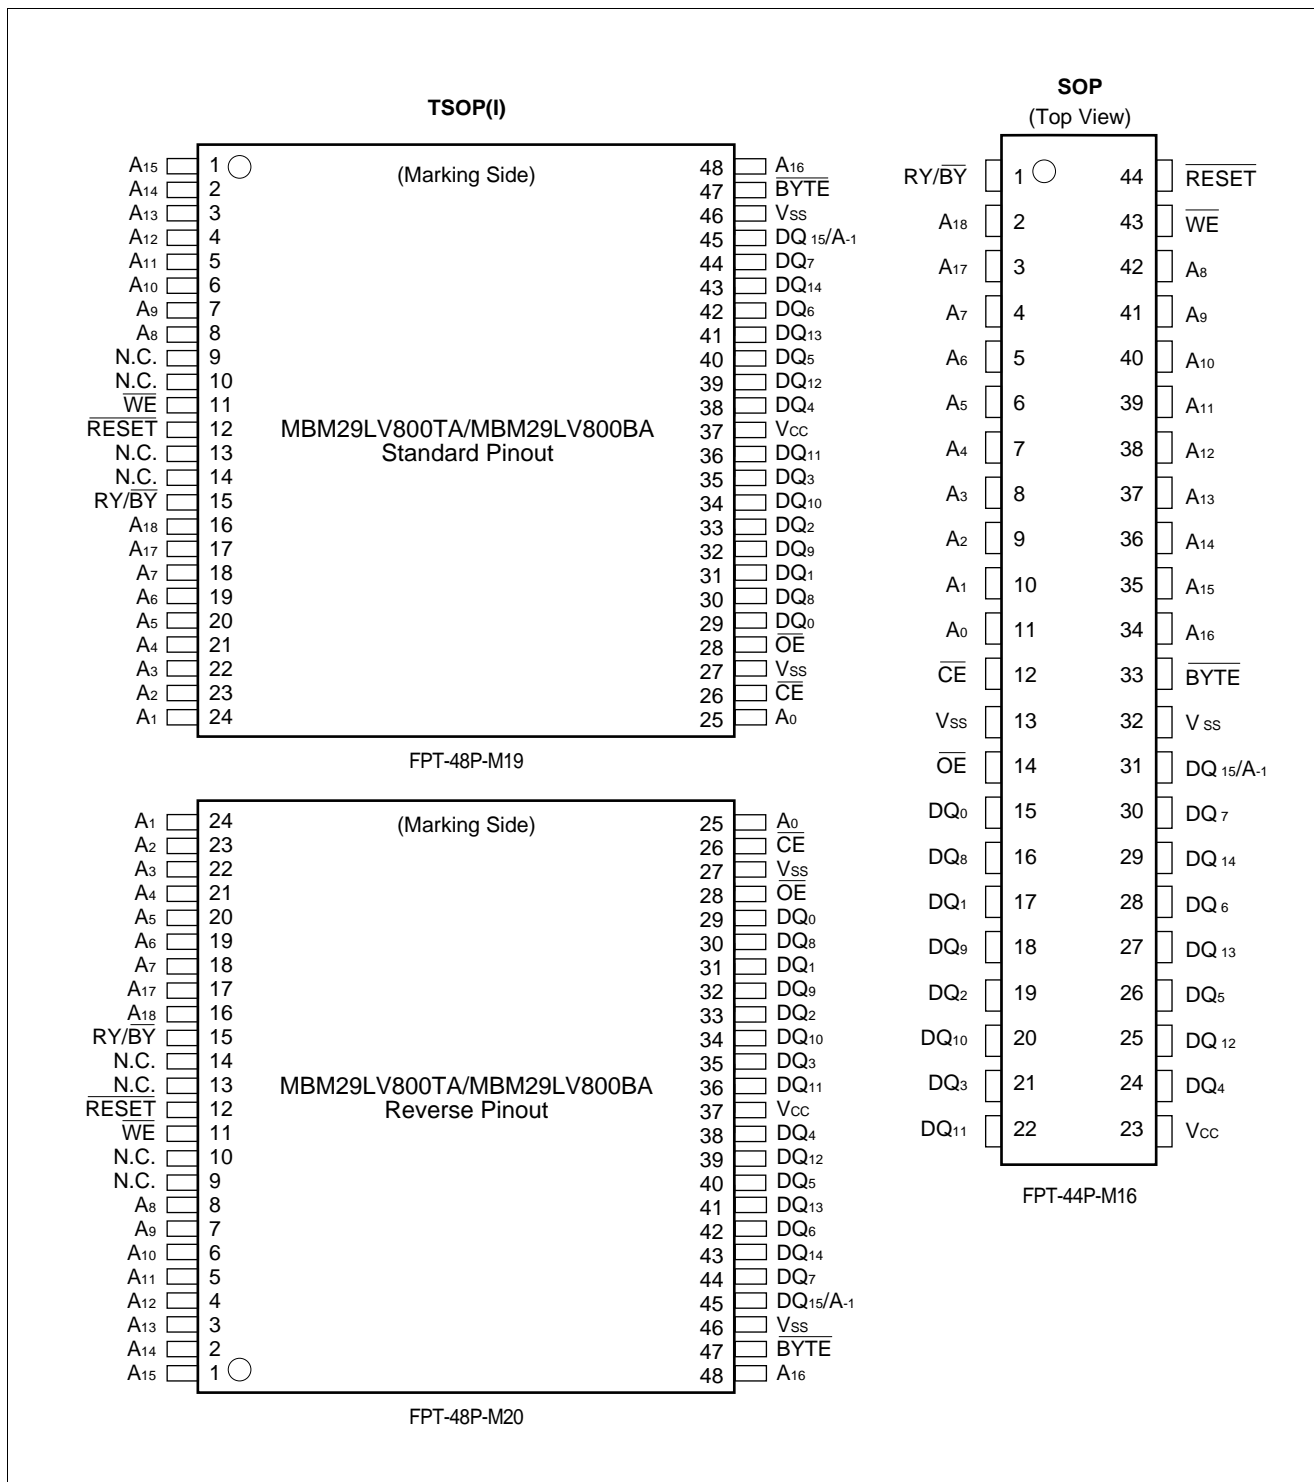 TSOP(I)
(Marking Side)
A15 1 48 A16
A14 2 47 BYTE
A13 3 46 VSS
A12 4 45 DQ 15/A-1
A11 5 44 DQ7
A10 6 43 DQ14
A9 7 42 DQ6
A8 8 41 DQ13
N.C. 9 40 DQ5
N.C. 10 39 DQ12
WE 11 38 DQ4
RESET 12 37 VCC
N.C. 13 36 DQ11
N.C. 14 35 DQ3
RY/BY 15 34 DQ10
A18 16 33 DQ2
A17 17 32 DQ9
A7 18 31 DQ1
A6 19 30 DQ8
A5 20 29 DQ0
A4 21 28 OE
A3 22 27 VSS
A2 23 26 CE
A1 24 25 A0
MBM29LV800TA/MBM29LV800BA
Standard Pinout
FPT-48P-M19
(Marking Side)
A1 24 25 A0
A2 23 26 CE
A3 22 27 VSS
A4 21 28 OE
A5 20 29 DQ0
A6 19 30 DQ8
A7 18 31 DQ1
A17 17 32 DQ9
A18 16 33 DQ2
RY/BY 15 34 DQ10
N.C. 14 35 DQ3
N.C. 13 36 DQ11
RESET 12 37 VCC
WE 11 38 DQ4
N.C. 10 39 DQ12
N.C. 9 40 DQ5
A8 8 41 DQ13
A9 7 42 DQ6
A10 6 43 DQ14
A11 5 44 DQ7
A12 4 45 DQ15/A-1
A13 3 46 VSS
A14 2 47 BYTE
A15 1 48 A16
MBM29LV800TA/MBM29LV800BA
Reverse Pinout
FPT-48P-M20
SOP
(Top View)
RY/BY 1 44 RESET
A18 2 43 WE
A17 3 42 A8
A7 4 41 A9
A6 5 40 A10
A5 6 39 A11
A4 7 38 A12
A3 8 37 A13
A2 9 36 A14
A1 10 35 A15
A0 11 34 A16
CE 12 33 BYTE
VSS 13 32 V SS
OE 14 31 DQ 15/A-1
DQ0 15 30 DQ 7
DQ8 16 29 DQ 14
DQ1 17 28 DQ 6
DQ9 18 27 DQ 13
DQ2 19 26 DQ5
DQ10 20 25 DQ 12
DQ3 21 24 DQ4
DQ11 22 23 VCC
FPT-44P-M16